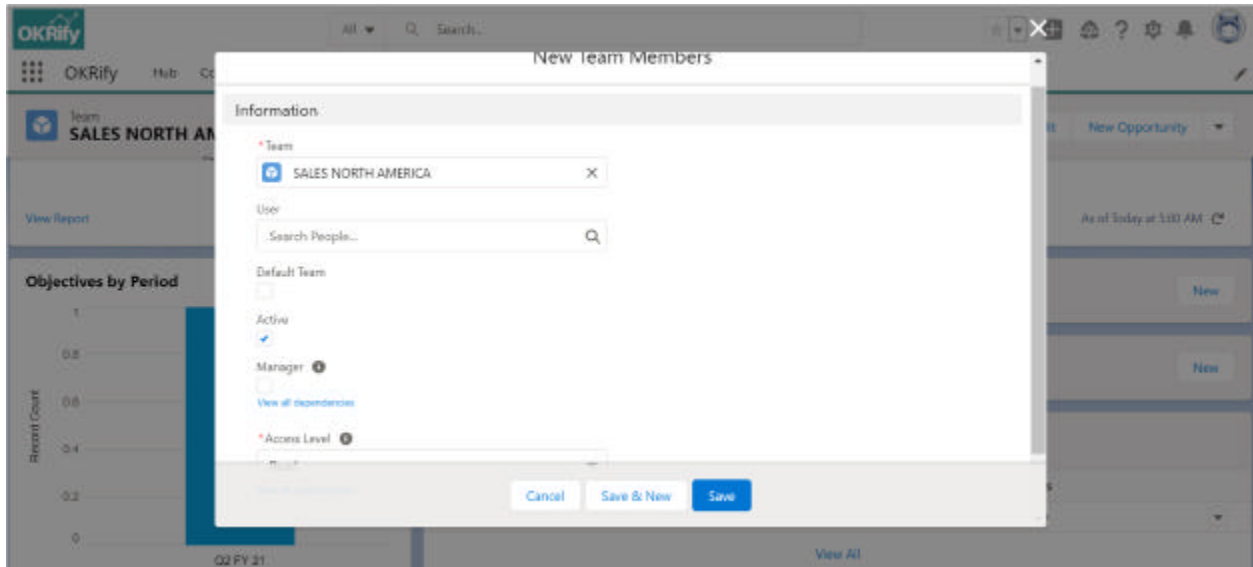 OKRify
All
Search...
New Team Members
OKRify
Hub
Information
Team
SALES NORTH AM
New Opportunity
* Team
SALES NORTH AMERICA
User
Search People...
View Report
As of Today at 5:00 AM
Default Team
Objectives by Period
New
Active
Manager
New
View all dependencies
* Access Level
Record Count
1
0.8
0.6
0.4
0.2
0
Q2 FY 21
Cancel
Save & New
Save
View All